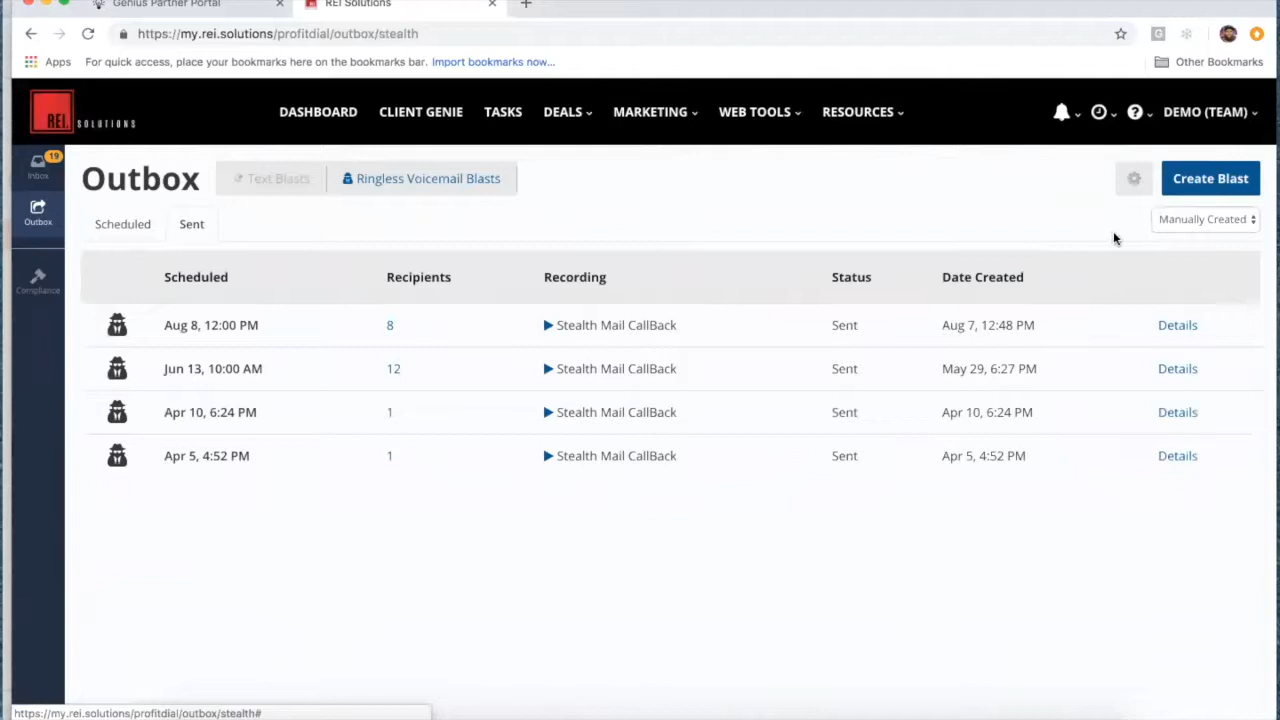 Genius Partner Portal
REI Solutions
https://my.rei.solutions/profitdial/outbox/stealth
Apps For quick access, place your bookmarks here on the bookmarks bar. Import bookmarks now... Other Bookmarks
REI. SOLUTIONS
DASHBOARD CLIENT GENIE TASKS DEALS MARKETING WEB TOOLS RESOURCES DEMO (TEAM)
19
Inbox
Outbox
Compliance
Outbox Text Blasts Ringless Voicemail Blasts Create Blast
Scheduled Sent Manually Created
Scheduled Recipients Recording Status Date Created
Aug 8, 12:00 PM 8 Stealth Mail CallBack Sent Aug 7, 12:48 PM Details
Jun 13, 10:00 AM 12 Stealth Mail CallBack Sent May 29, 6:27 PM Details
Apr 10, 6:24 PM 1 Stealth Mail CallBack Sent Apr 10, 6:24 PM Details
Apr 5, 4:52 PM 1 Stealth Mail CallBack Sent Apr 5, 4:52 PM Details
https://my.rei.solutions/profitdial/outbox/stealth#